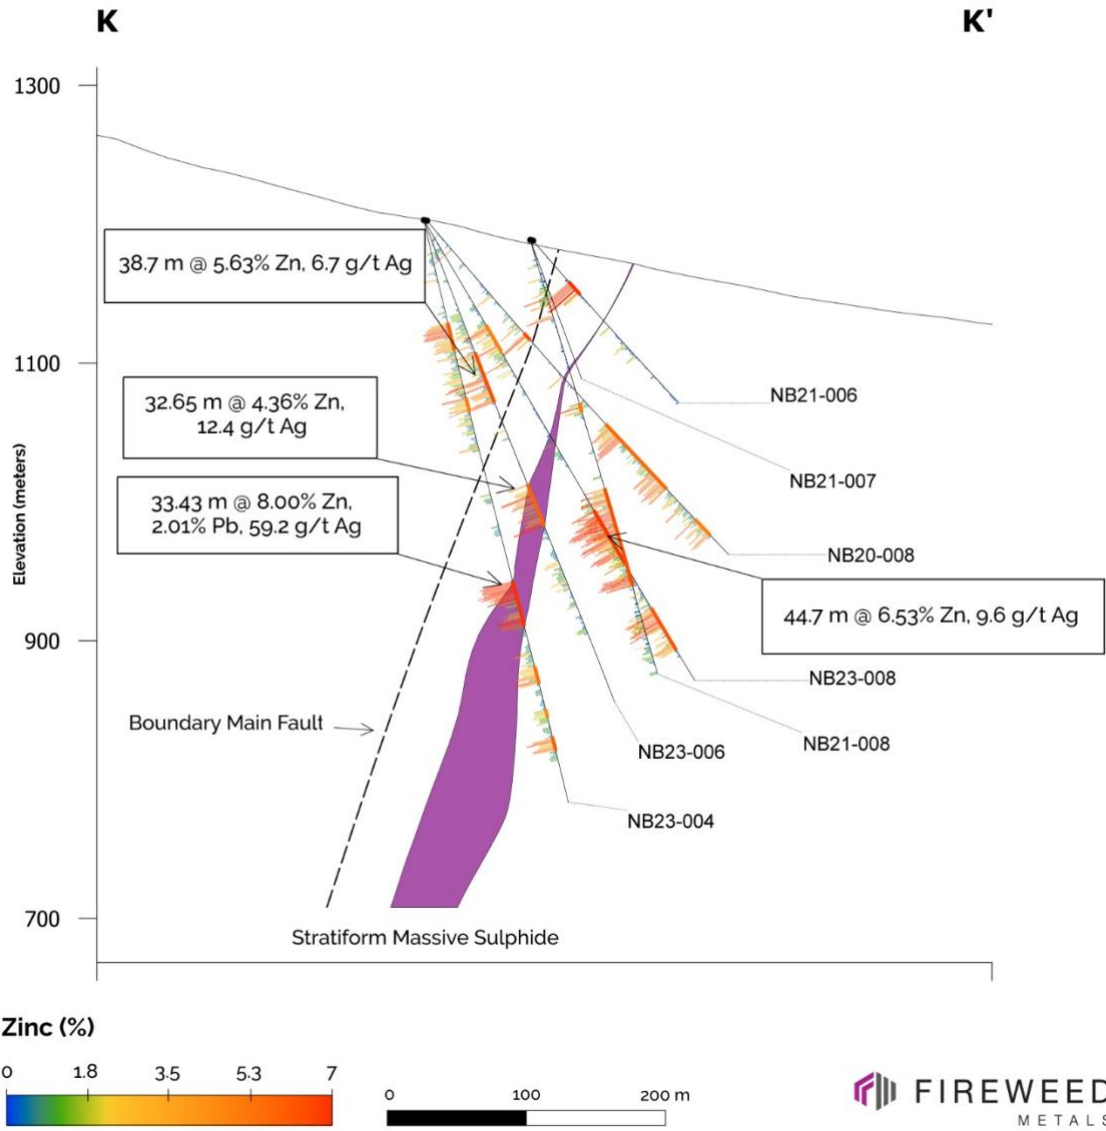 K K'
1300
38.7 m @ 5.63% Zn, 6.7 g/t Ag
1100
32.65 m @ 4.36% Zn,
12.4 g/t Ag
NB21-006
33.43 m @ 8.00% Zn,
2.01% Pb, 59.2 g/t Ag
NB21-007
Elevation (meters)
NB20-008
44.7 m @ 6.53% Zn, 9.6 g/t Ag
900
NB23-008
Boundary Main Fault
NB21-008
NB23-006
NB23-004
700
Stratiform Massive Sulphide
Zinc (%)
0 1.8 3.5 5.3 7
0 100 200 m
FIREWEED
METALS